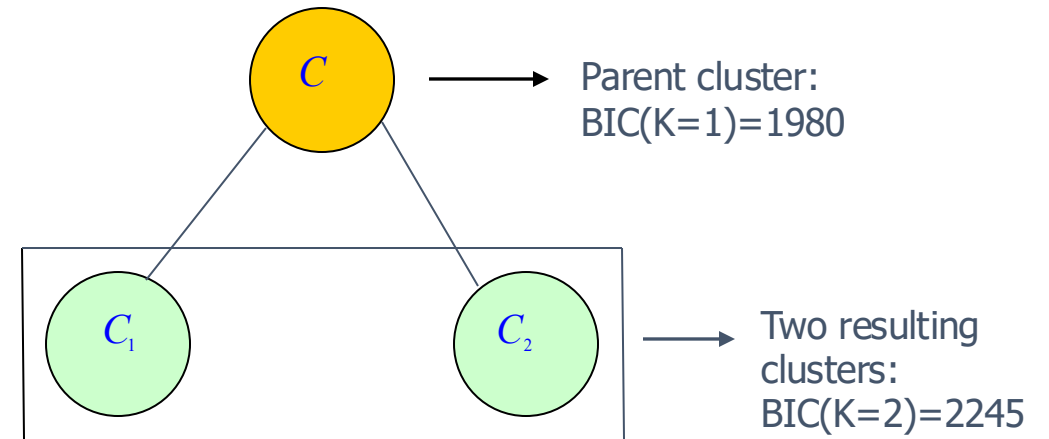 C
Parent cluster:
BIC(K=1)=1980
C₁
C₂
Two resulting
clusters:
BIC(K=2)=2245